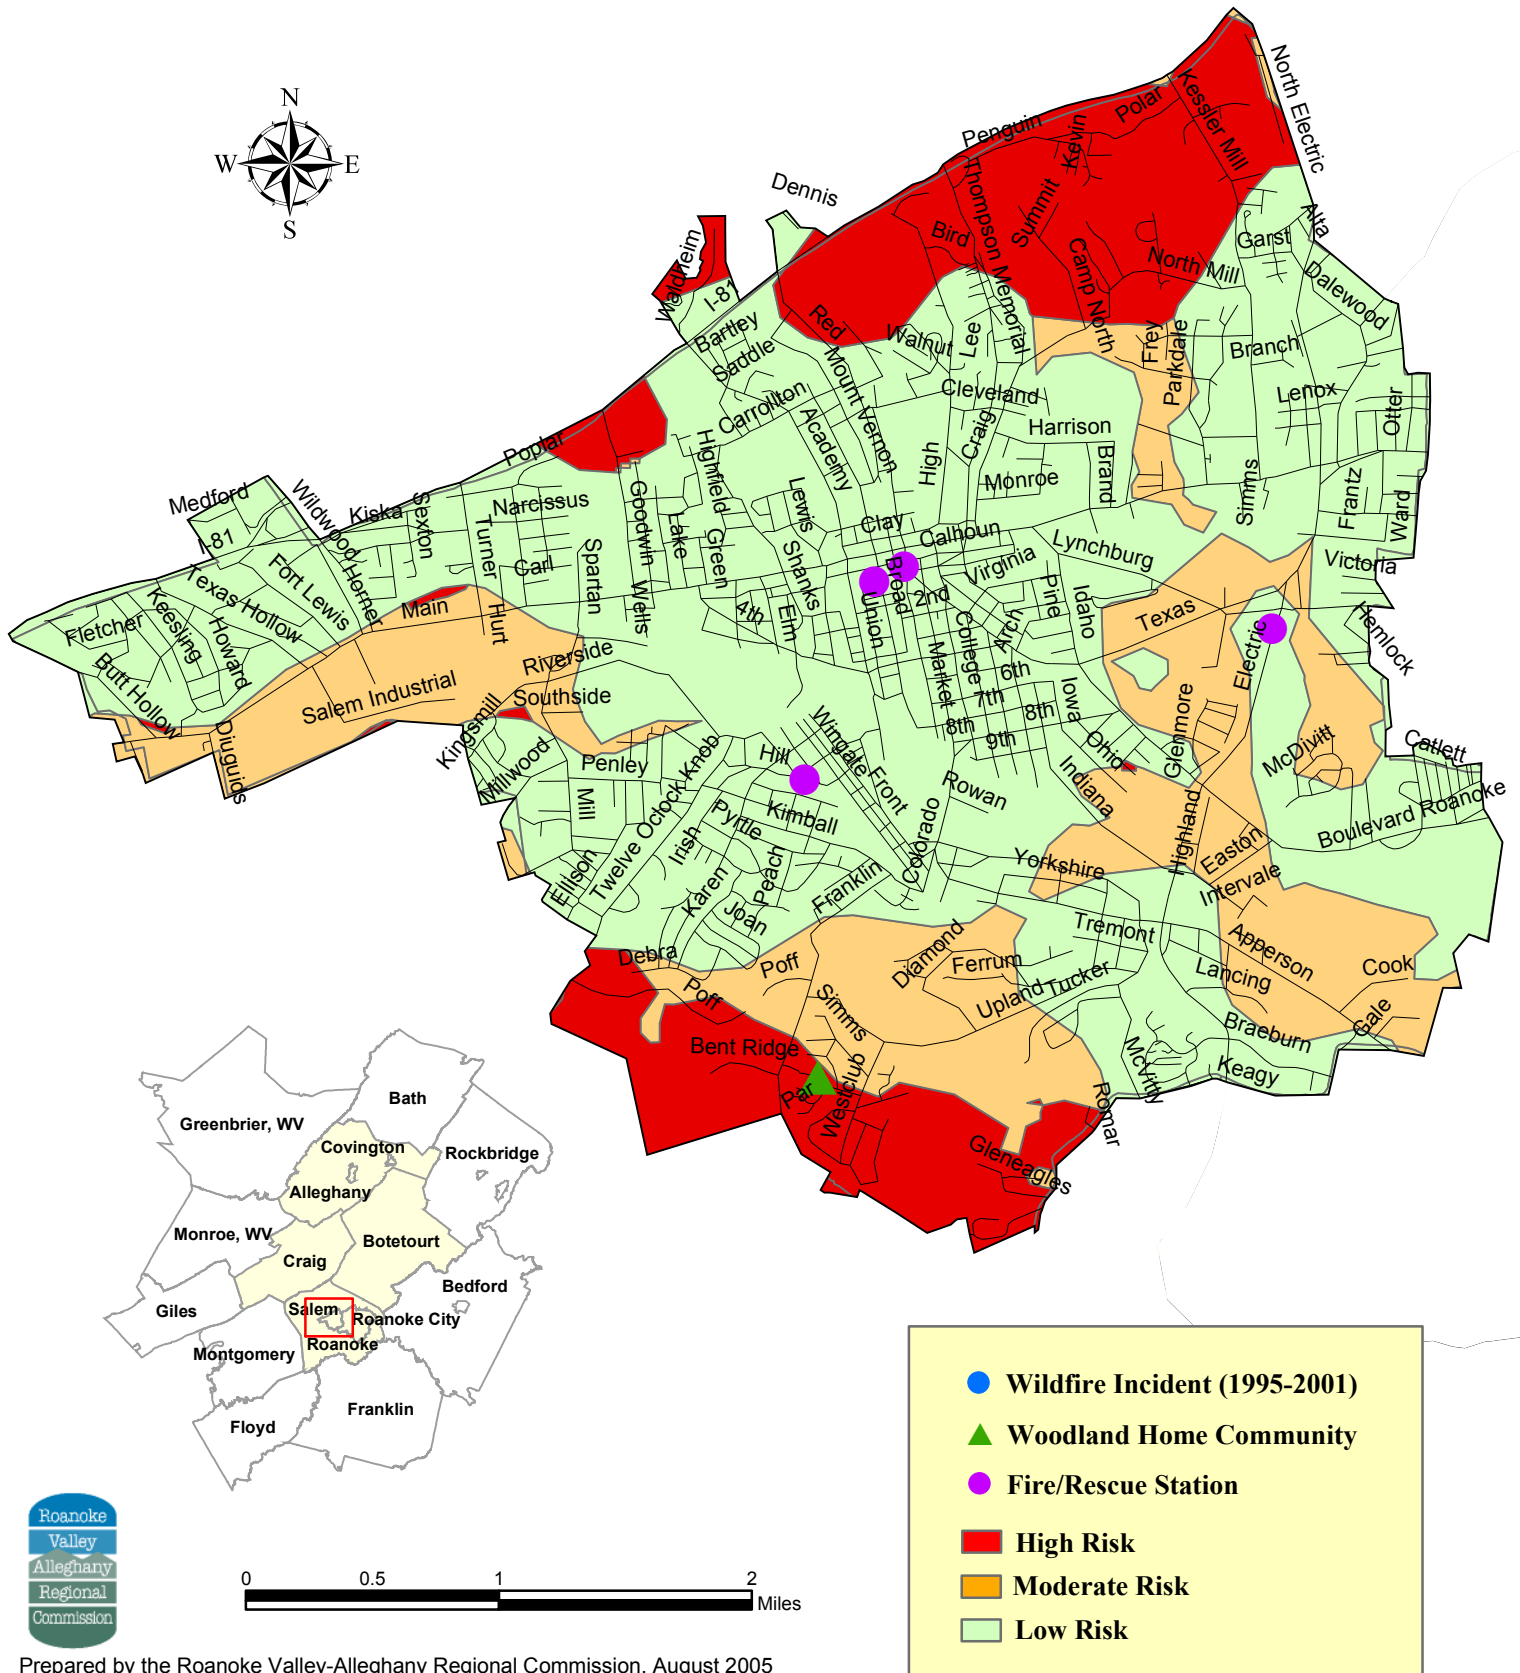 N
W
E
S
North Electric
Kessler Mill
Polar
Penguin
Kevin
Dennis
Thompson Memorial
Summit
Bird
Camp North
North Mill
Alta
Garst
Dalewood
Waldheim
I-81
Bartley
Saddle
Red
Walnut
Lee
Frey
Parkdale
Branch
Lenox
Otter
Mount Vernon
Carrollton
Academy
Cleveland
Craig
Harrison
High
Monroe
Brand
Highfield
Poplar
Medford
I-81
Wildwood
Kiska
Sexton
Narcissus
Turner
Goodwin
Lake
Green
Lewis
Clay
Calhoun
Lynchburg
Simms
Frantz
Ward
Victoria
Fort Lewis
Horner
Texas Hollow
Carl
Spartan
Wells
Shanks
Broad
Virginia
Pine
Idaho
Texas
Hemlock
Fletcher
Keesling
Howard
Main
Hurt
4th
Elm
Union
2nd
College
Arch
Electric
Butt Hollow
Riverside
Salem Industrial
Southside
Market
6th
7th
8th
8th
9th
Iowa
Glenmore
Diuguids
Kingsmill
Millwood
Penley
Hill
Wingate
Front
Ohio
Indiana
McDivitt
Catlett
Boulevard Roanoke
Mill
Twelve Oclock Knob
Kimball
Pyrtle
Irish
Rowan
Colorado
Highland
Easton
Ellison
Karen
Peach
Joan
Franklin
Yorkshire
Intervale
Tremont
Apperson
Debra
Poff
Poff
Diamond
Ferrum
Upland
Tucker
Lancing
Cook
Simms
Gale
Braeburn
Bent Ridge
McVitty
Keagy
Par
Westclub
Romar
Gleneagles
Bath
Greenbrier, WV
Covington
Rockbridge
Alleghany
Monroe, WV
Botetourt
Craig
Bedford
Giles
Salem
Roanoke City
Roanoke
Montgomery
Franklin
Floyd
Wildfire Incident (1995-2001)
Woodland Home Community
Fire/Rescue Station
High Risk
Moderate Risk
Low Risk
Roanoke
Valley
Alleghany
Regional
Commission
0 0.5 1 2
Miles
Prepared by the Roanoke Valley-Alleghany Regional Commission, August 2005